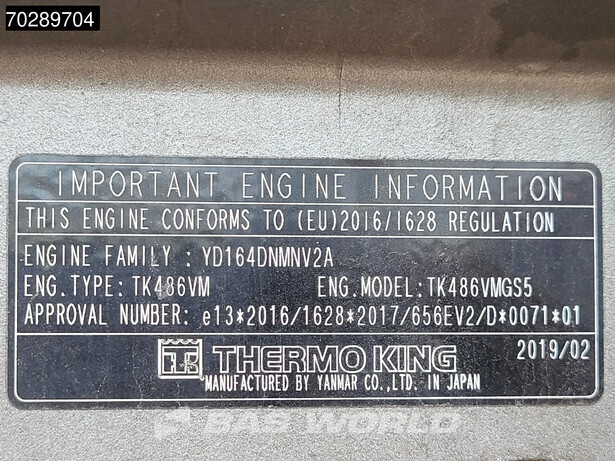 70289704
IMPORTANT ENGINE INFORMATION
THIS ENGINE CONFORMS TO (EU)2016/1628 REGULATION
ENGINE FAMILY : YD164DNMNV2A
ENG.TYPE: TK486VM ENG.MODEL:TK486VMGS5
APPROVAL NUMBER: e13*2016/1628*2017/656EV2/D*0071*01
THERMO KING 2019/02
MANUFACTURED BY YANMAR CO.,LTD. IN JAPAN
BAS WORLD